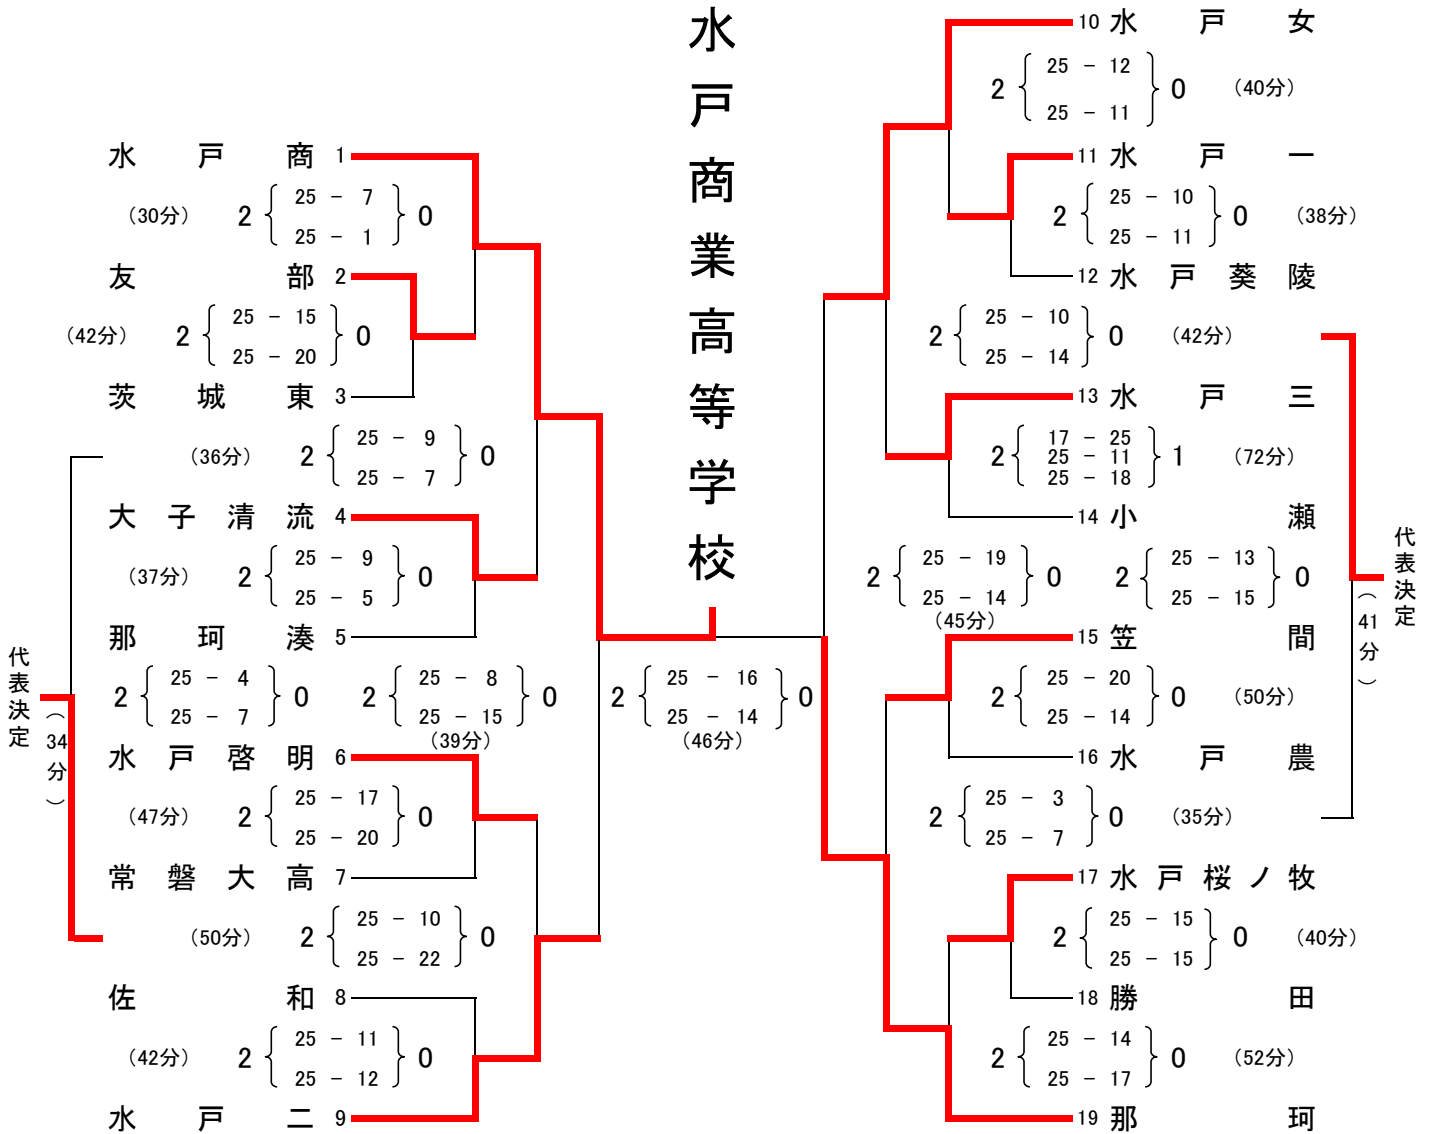 水戸商業高等学校
水戸商 1
(30分) 2 25 - 7 0
25 - 1
友部 2
(42分) 2 25 - 15 0
25 - 20
茨城東 3
(36分) 2 25 - 9 0
25 - 7
大子清流 4
(37分) 2 25 - 9 0
25 - 5
那珂湊 5
代表決定
(34分)
2 25 - 4 0
25 - 7
2 25 - 8 0
25 - 15
(39分)
水戸啓明 6
(47分) 2 25 - 17 0
25 - 20
常磐大高 7
(50分) 2 25 - 10 0
25 - 22
佐和 8
(42分) 2 25 - 11 0
25 - 12
水戸二 9
2 25 - 16 0
25 - 14
(46分)
10 水戸女
2 25 - 12 0 (40分)
25 - 11
11 水戸一
2 25 - 10 0 (38分)
25 - 11
12 水戸葵陵
2 25 - 10 0 (42分)
25 - 14
13 水戸三
2 17 - 25 1 (72分)
25 - 11
25 - 18
14 小瀬
2 25 - 19 0
25 - 14
(45分)
2 25 - 13 0
25 - 15
代表決定
(41分)
15 笠間
2 25 - 20 0 (50分)
25 - 14
16 水戸農
2 25 - 3 0 (35分)
25 - 7
17 水戸桜ノ牧
2 25 - 15 0 (40分)
25 - 15
18 勝田
2 25 - 14 0 (52分)
25 - 17
19 那珂